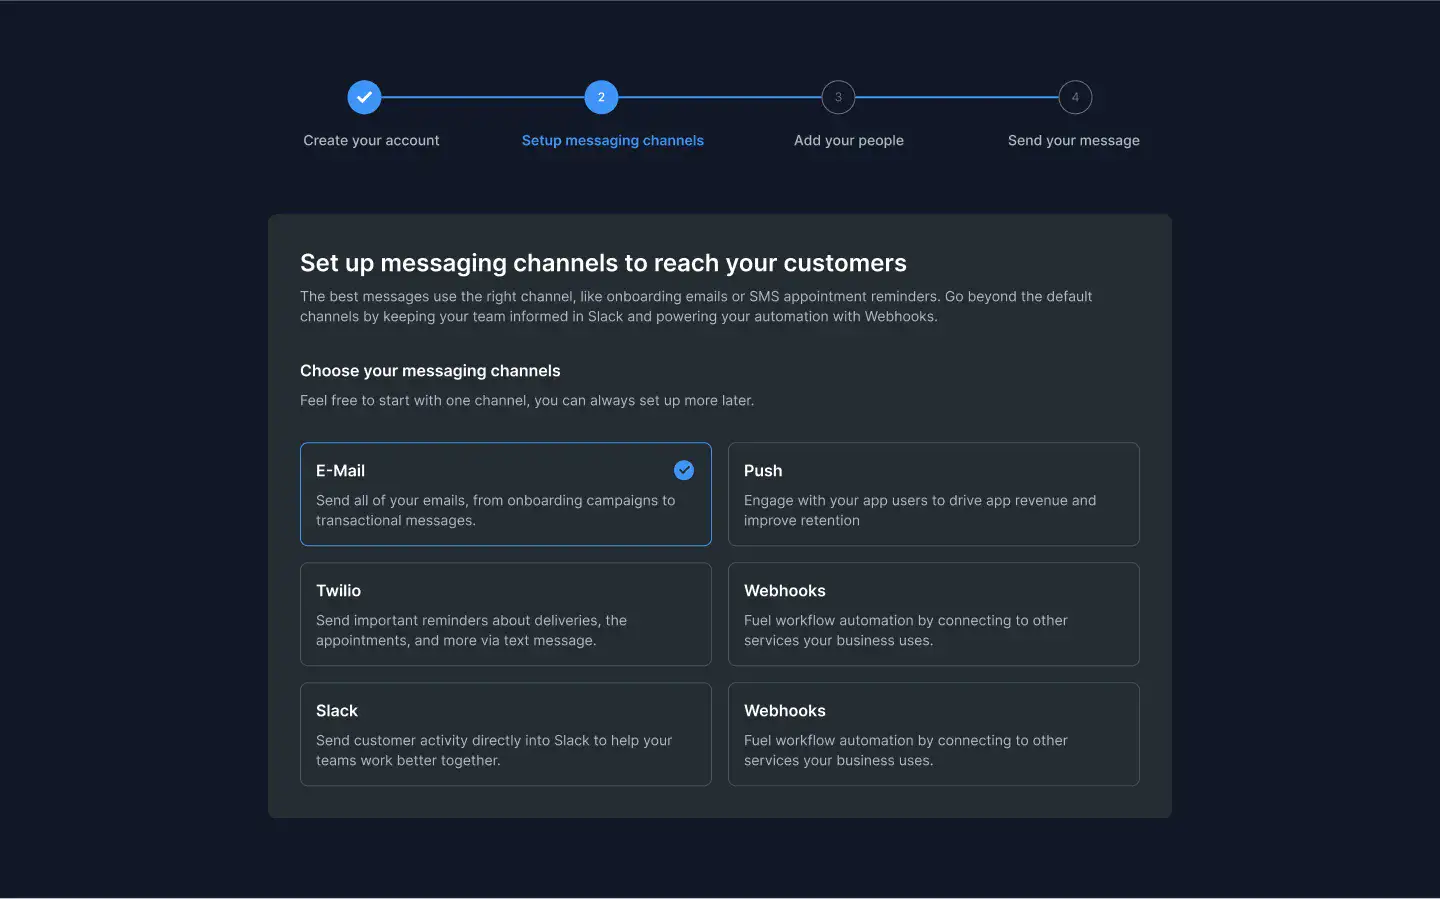 2
3
4
Create your account
Setup messaging channels
Add your people
Send your message
Set up messaging channels to reach your customers
The best messages use the right channel, like onboarding emails or SMS appointment reminders. Go beyond the default
channels by keeping your team informed in Slack and powering your automation with Webhooks.
Choose your messaging channels
Feel free to start with one channel, you can always set up more later.
E-Mail
Send all of your emails, from onboarding campaigns to
transactional messages.
Push
Engage with your app users to drive app revenue and
improve retention
Twilio
Send important reminders about deliveries, the
appointments, and more via text message.
Webhooks
Fuel workflow automation by connecting to other
services your business uses.
Slack
Send customer activity directly into Slack to help your
teams work better together.
Webhooks
Fuel workflow automation by connecting to other
services your business uses.